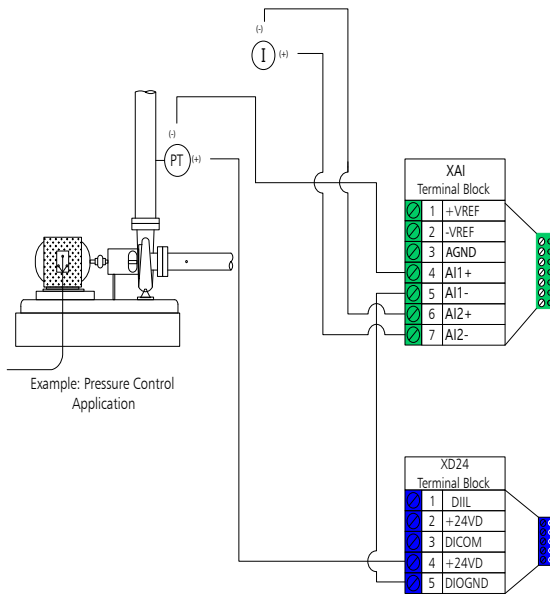 (-)
I (+)
(-)
PT (+)
Example: Pressure Control
Application
XAI
Terminal Block
1 +VREF
2 -VREF
3 AGND
4 AI1+
5 AI1-
6 AI2+
7 AI2-
XD24
Terminal Block
1 DIIL
2 +24VD
3 DICOM
4 +24VD
5 DIOGND